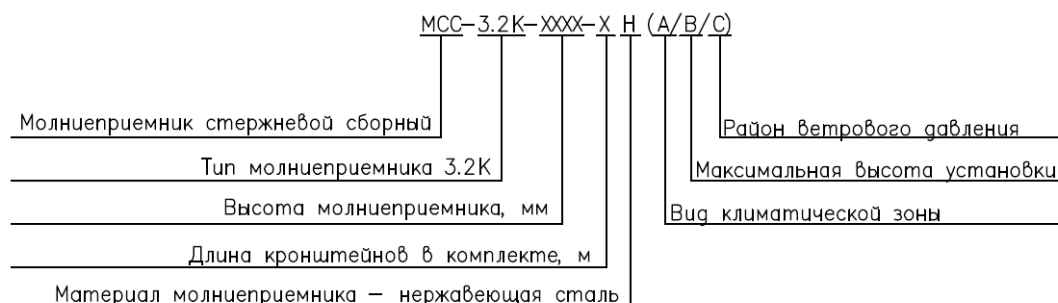 МСС-3.2К-XXXX-X Н (А/В/С)
Молниеприемник стержневой сборный
Район ветрового давления
Тип молниеприемника 3.2К
Максимальная высота установки
Высота молниеприемника, мм
Вид климатической зоны
Длина кронштейнов в комплекте, м
Материал молниеприемника – нержавеющая сталь